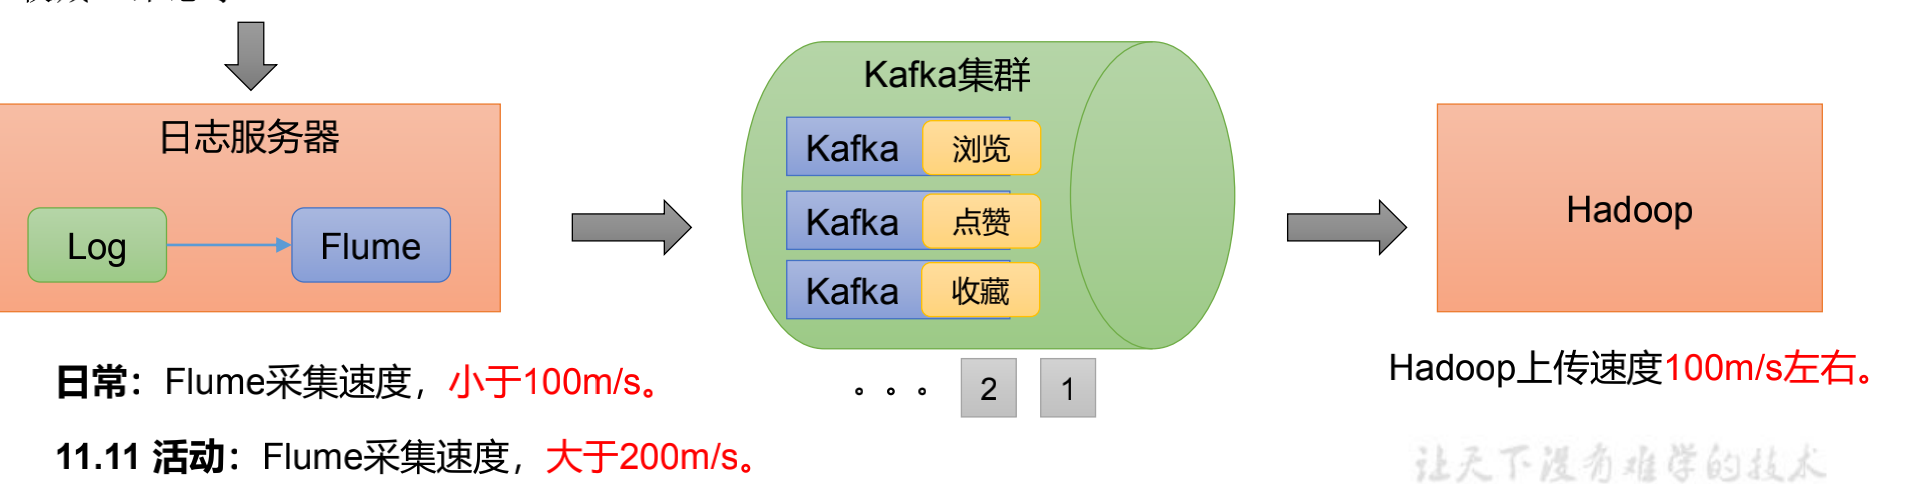 日志服务器
Log
Flume
Kafka集群
Kafka 浏览
Kafka 点赞
Kafka 收藏
Hadoop
。。。 2 1
日常：Flume采集速度，小于100m/s。
11.11 活动：Flume采集速度，大于200m/s。
Hadoop上传速度100m/s左右。
让天下没有难学的技术